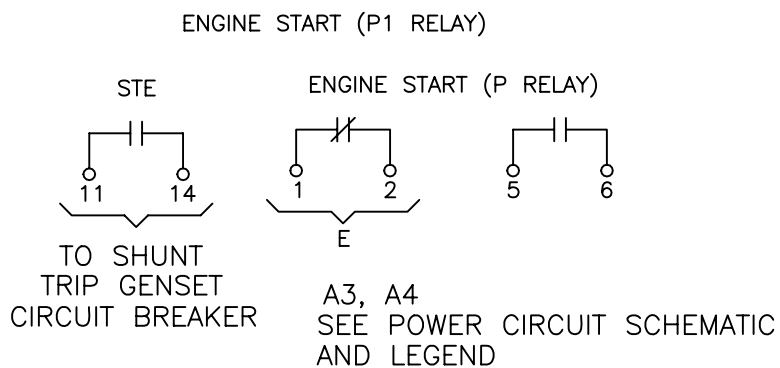 ENGINE START (P1 RELAY)
STE
ENGINE START (P RELAY)
11 14 1 2 5 6
E
TO SHUNT
TRIP GENSET
CIRCUIT BREAKER
A3, A4
SEE POWER CIRCUIT SCHEMATIC
AND LEGEND